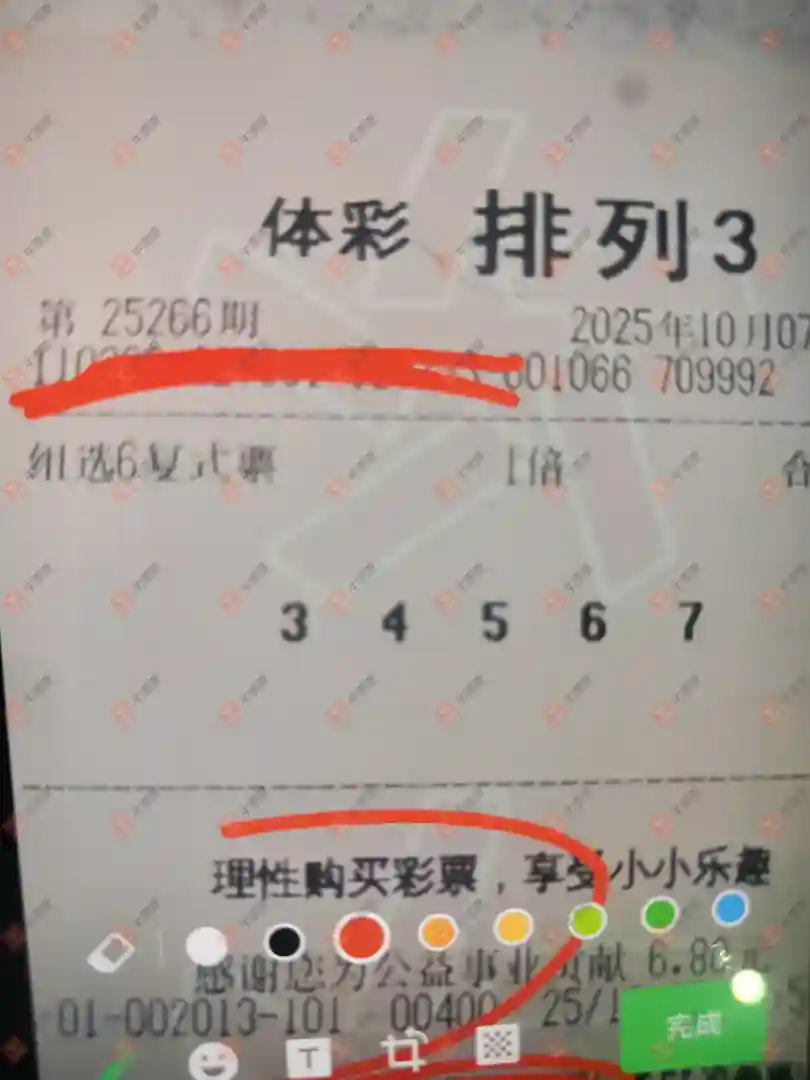 体彩 排列3
第 25266期 2025年10月07
001066 709992
组选6复式票 1倍 合
3 4 5 6 7
理性购买彩票，享受小小乐趣
感谢您为公益事业贡献 6.80元
01-002013-101 00400 25/1
完成
T